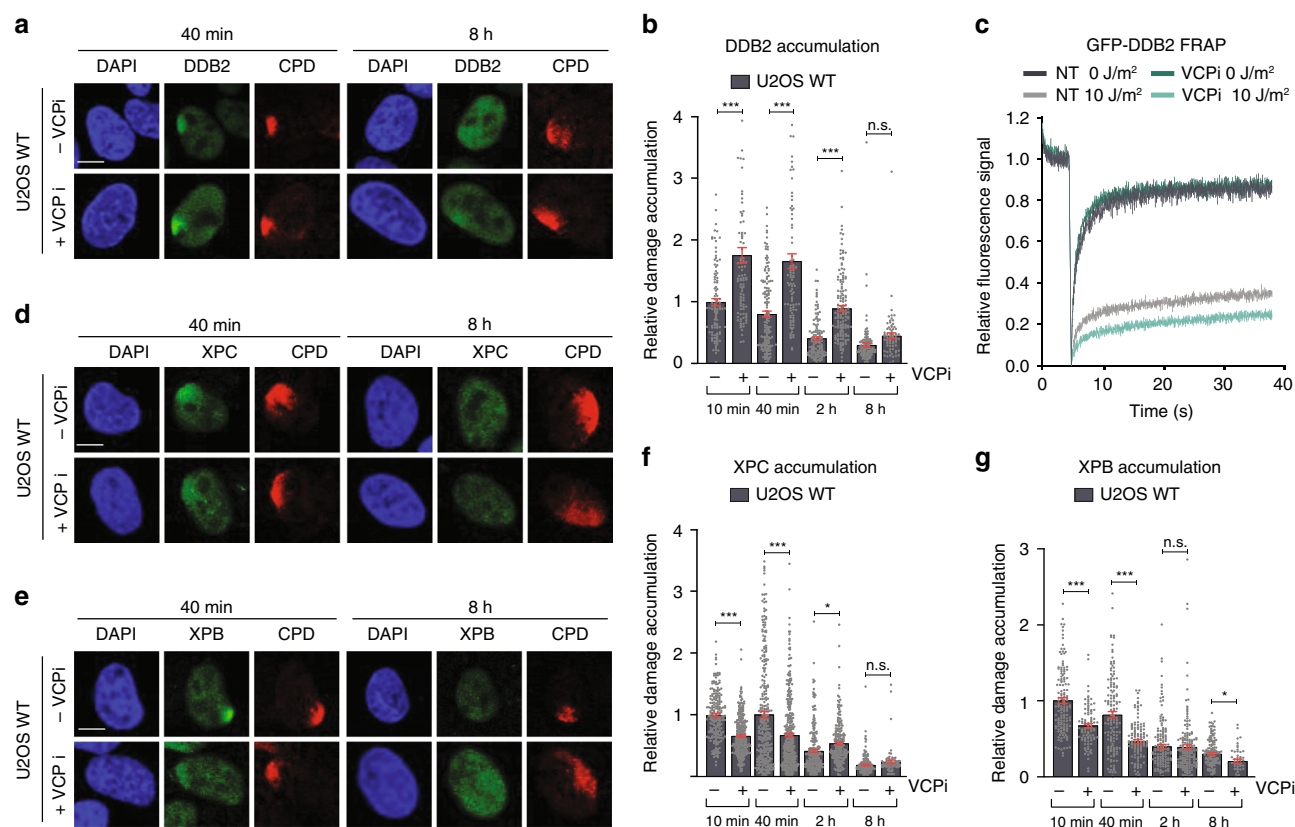 a
40 min 8 h
DAPI DDB2 CPD DAPI DDB2 CPD
U2OS WT
– VCPi
+ VCP i
b
DDB2 accumulation
U2OS WT
Relative damage accumulation
4
3
2
1
0
*** *** *** n.s.
– + – + – + – + VCPi
10 min 40 min 2 h 8 h
c
GFP-DDB2 FRAP
NT 0 J/m² VCPi 0 J/m²
NT 10 J/m² VCPi 10 J/m²
Relative fluorescence signal
1.2
1.0
0.8
0.6
0.4
0.2
0.0
0 10 20 30 40
Time (s)
d
40 min 8 h
DAPI XPC CPD DAPI XPC CPD
U2OS WT
– VCPi
+ VCP i
e
40 min 8 h
DAPI XPB CPD DAPI XPB CPD
U2OS WT
– VCPi
+ VCP i
f
XPC accumulation
U2OS WT
Relative damage accumulation
4
3
2
1
*** *** * n.s.
– + – + – + – + VCPi
10 min 40 min 2 h 8 h
g
XPB accumulation
U2OS WT
Relative damage accumulation
3
2
1
0
*** *** n.s. *
– + – + – + – + VCPi
10 min 40 min 2 h 8 h